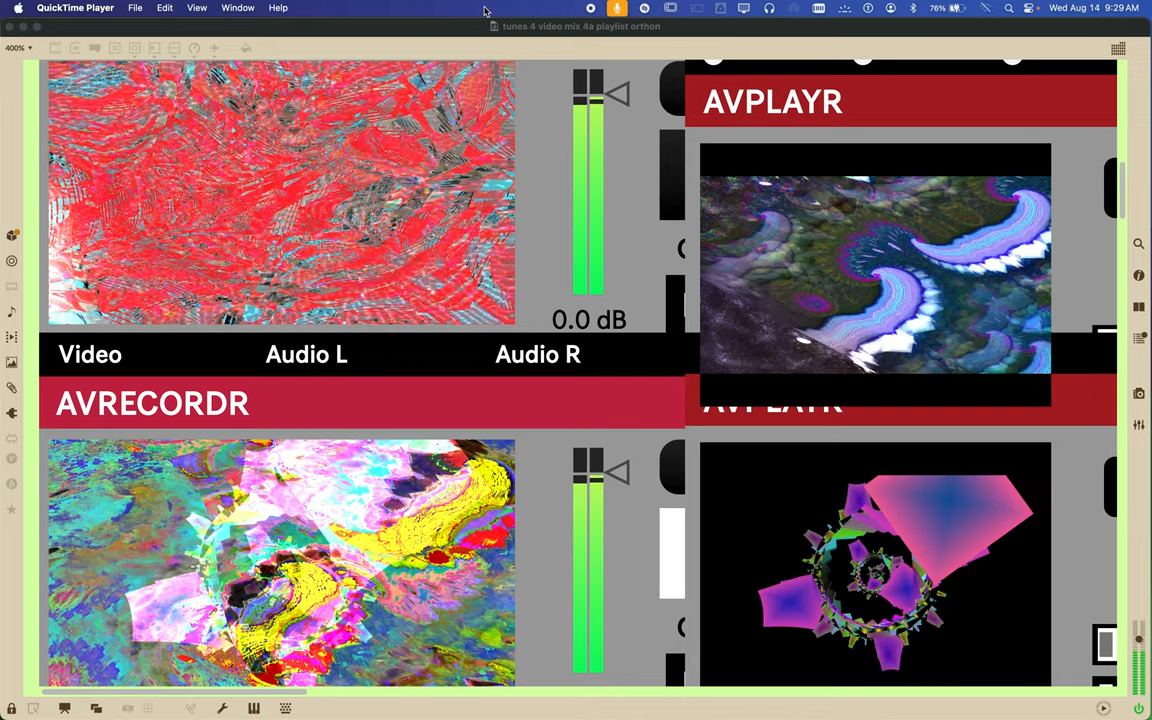 QuickTime Player File Edit View Window Help 76% Wed Aug 14 9:29 AM
tunes 4 video mix 4a playlist orthon
400%
AVPLAYR
0.0 dB
Video Audio L Audio R
AVRECORDR